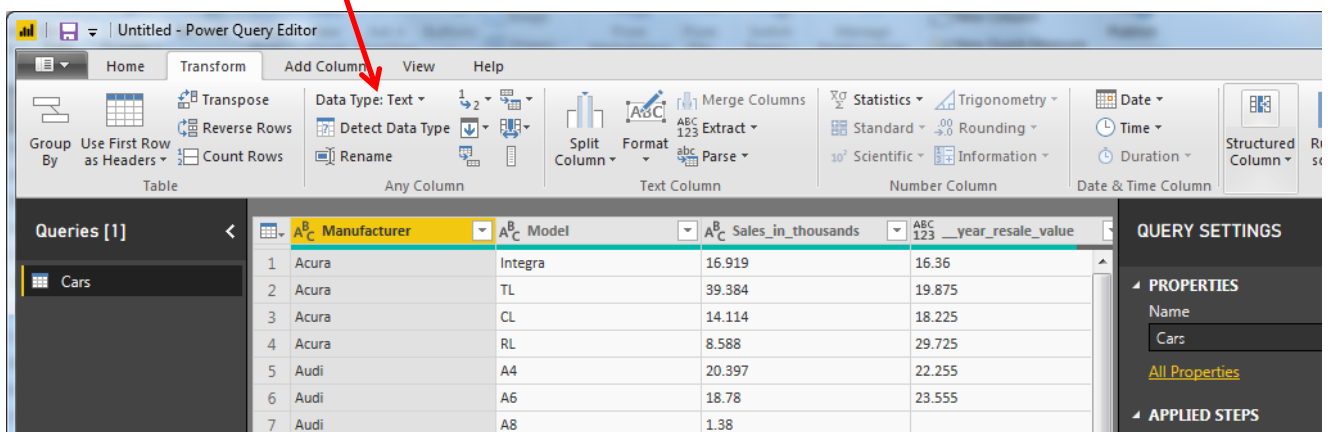 Untitled - Power Query Editor
Home Transform Add Column View Help
Group By
Use First Row as Headers
Transpose
Reverse Rows
Count Rows
Table
Data Type: Text
Detect Data Type
Rename
Any Column
Split Column
Format
Merge Columns
Extract
Parse
Text Column
Statistics
Standard
Scientific
Trigonometry
Rounding
Information
Number Column
Date
Time
Duration
Date & Time Column
Structured Column
Queries [1]
Cars
Manufacturer Model Sales_in_thousands __year_resale_value
1 Acura Integra 16.919 16.36
2 Acura TL 39.384 19.875
3 Acura CL 14.114 18.225
4 Acura RL 8.588 29.725
5 Audi A4 20.397 22.255
6 Audi A6 18.78 23.555
7 Audi A8 1.38
QUERY SETTINGS
PROPERTIES
Name
Cars
All Properties
APPLIED STEPS